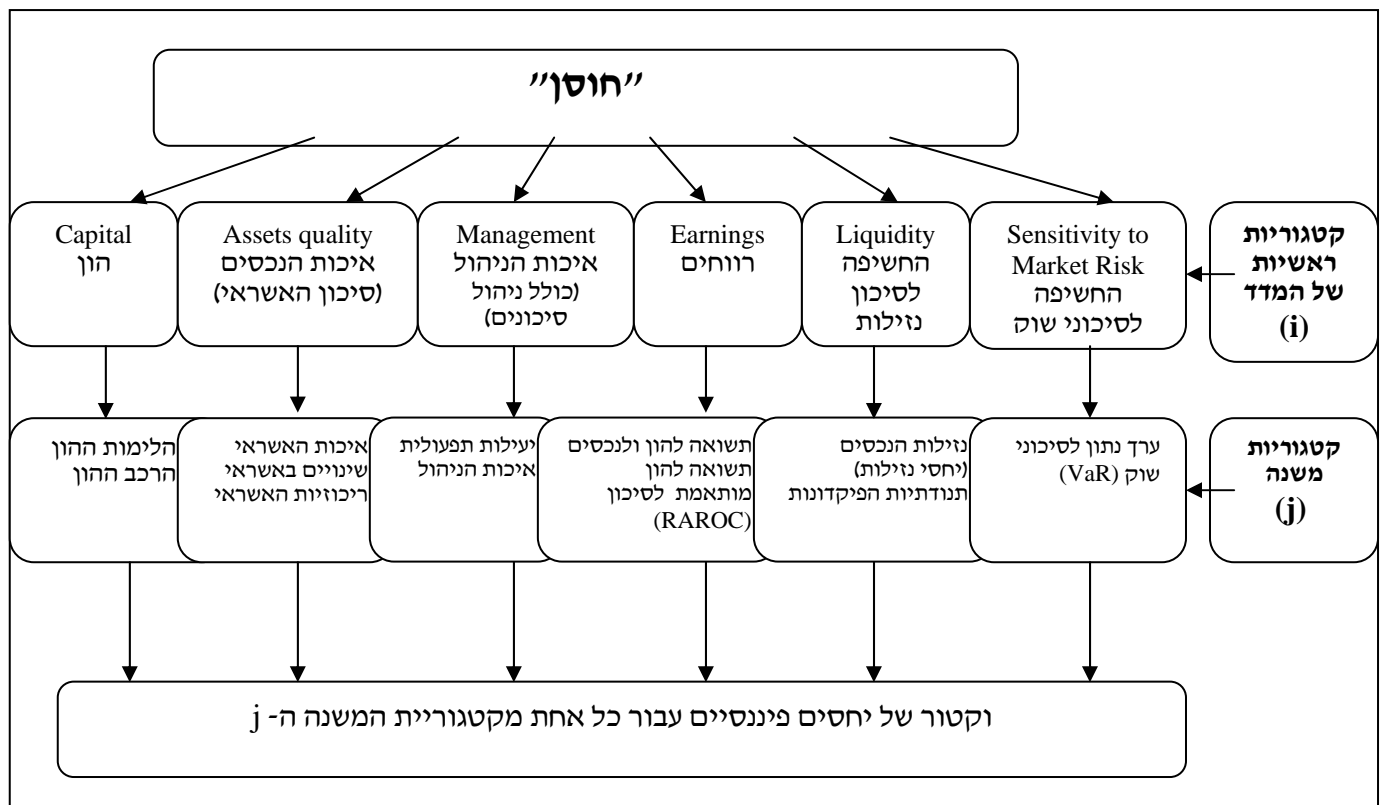 "חוסן"
Capital
הון
Assets quality
איכות הנכסים
(סיכון האשראי)
Management
איכות הניהול
(כולל ניהול
סיכונים)
Earnings
רווחים
Liquidity
החשיפה
לסיכון
נזילות
Sensitivity to
Market Risk
החשיפה
לסיכוני שוק
קטגוריות
ראשיות
של המדד
(i)
הלימות ההון
הרכב ההון
איכות האשראי
שינויים באשראי
ריכוזיות האשראי
יעילות תפעולית
איכות הניהול
תשואה להון ולנכסים
תשואה להון
מותאמת לסיכון
(RAROC)
נזילות הנכסים
(יחסי נזילות)
תנודתיות הפיקדונות
ערך נתון לסיכוני
שוק (VaR)
קטגוריות
משנה
(j)
וקטור של יחסים פיננסיים עבור כל אחת מקטגוריית המשנה ה- j